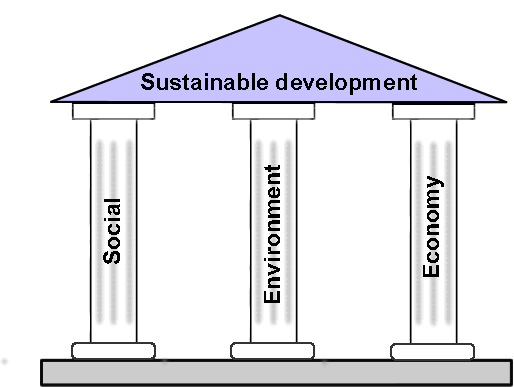 Sustainable development
Social
Environment
Economy